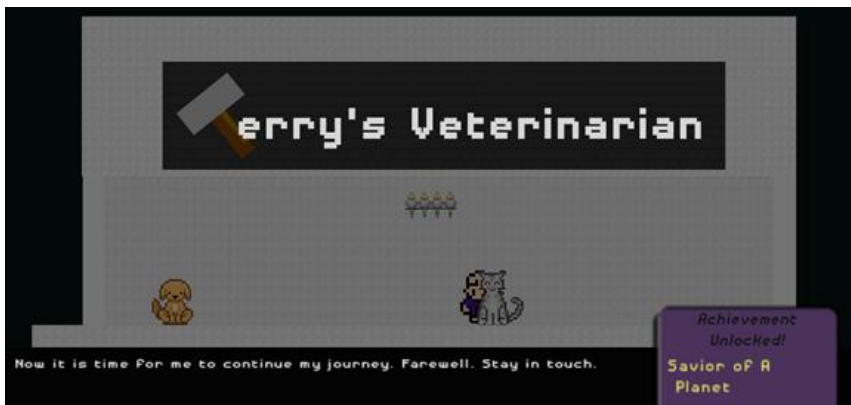 erry's Veterinarian
Now it is time for me to continue my journey. Farewell. Stay in touch.
Achievement
Unlocked!
Savior of A
Planet